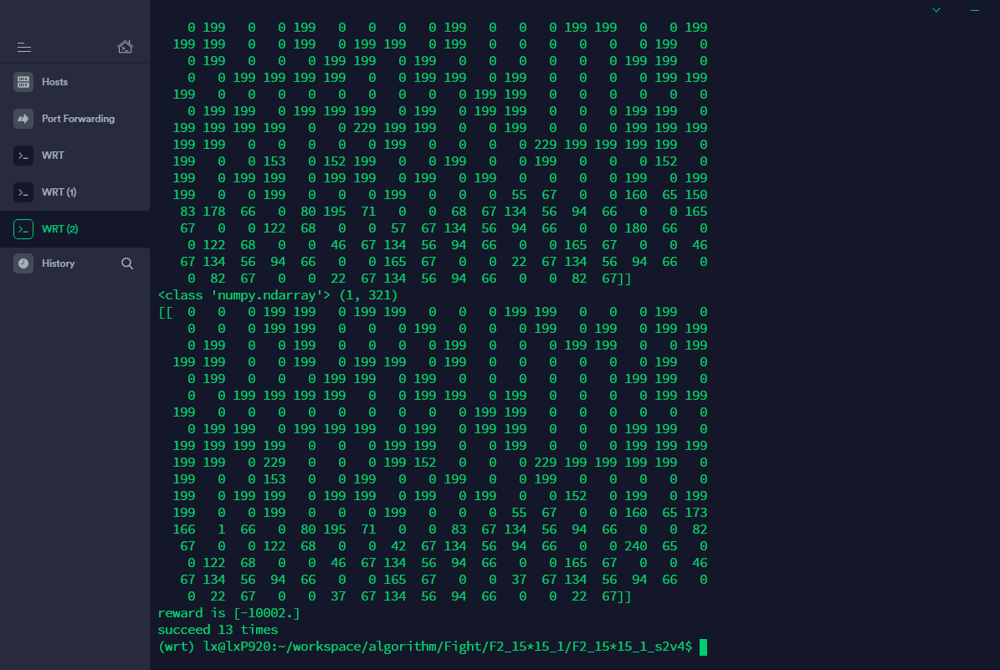 Hosts
Port Forwarding
WRT
WRT (1)
WRT (2)
History
0 199 0 0 199 0 0 0 0 199 0 0 0 199 199 0 0 199
199 199 0 0 199 0 199 199 0 199 0 0 0 0 0 0 199 0
0 199 0 0 0 199 199 0 199 0 0 0 0 0 0 199 199 0
0 0 199 199 199 199 0 0 199 199 0 199 0 0 0 0 199 199
199 0 0 0 0 0 0 0 0 0 199 199 0 0 0 0 0 0
0 199 199 0 199 199 199 0 199 0 199 199 0 0 0 199 199 0
199 199 199 199 0 0 229 199 199 0 0 199 0 0 0 199 199 199
199 199 0 0 0 0 0 199 0 0 0 0 229 199 199 199 199 0
199 0 0 153 0 152 199 0 0 199 0 0 199 0 0 0 152 0
199 0 199 199 0 199 199 0 199 0 199 0 0 0 0 199 0 199
199 0 0 199 0 0 0 199 0 0 0 55 67 0 0 160 65 150
83 178 66 0 80 195 71 0 0 68 67 134 56 94 66 0 0 165
67 0 0 122 68 0 0 57 67 134 56 94 66 0 0 180 66 0
0 122 68 0 0 46 67 134 56 94 66 0 0 165 67 0 0 46
67 134 56 94 66 0 0 165 67 0 0 22 67 134 56 94 66 0
0 82 67 0 0 22 67 134 56 94 66 0 0 82 67]]
<class 'numpy.ndarray'> (1, 321)
[[ 0 0 0 199 199 0 199 199 0 0 0 199 199 0 0 0 199 0
0 0 0 199 199 0 0 0 199 0 0 0 199 0 199 0 199 199
0 199 0 0 199 0 0 0 0 199 0 0 0 199 199 0 0 199
199 199 0 0 199 0 199 199 0 199 0 0 0 0 0 0 199 0
0 199 0 0 0 199 199 0 199 0 0 0 0 0 0 199 199 0
0 0 199 199 199 199 0 0 199 199 0 199 0 0 0 0 199 199
199 0 0 0 0 0 0 0 0 0 199 199 0 0 0 0 0 0
0 199 199 0 199 199 199 0 199 0 199 199 0 0 0 199 199 0
199 199 199 199 0 0 0 199 199 0 0 199 0 0 0 199 199 199
199 199 0 229 0 0 0 199 152 0 0 0 229 199 199 199 199 0
199 0 0 153 0 0 199 0 0 199 0 0 199 0 0 0 0 0
199 0 199 199 0 199 199 0 199 0 199 0 0 152 0 199 0 199
199 0 0 199 0 0 0 199 0 0 0 55 67 0 0 160 65 173
166 1 66 0 80 195 71 0 0 83 67 134 56 94 66 0 0 82
67 0 0 122 68 0 0 42 67 134 56 94 66 0 0 240 65 0
0 122 68 0 0 46 67 134 56 94 66 0 0 165 67 0 0 46
67 134 56 94 66 0 0 165 67 0 0 37 67 134 56 94 66 0
0 22 67 0 0 37 67 134 56 94 66 0 0 22 67]]
reward is [-10002.]
succeed 13 times
(wrt) lx@lxP920:~/workspace/algorithm/Fight/F2_15*15_1/F2_15*15_1_s2v4$